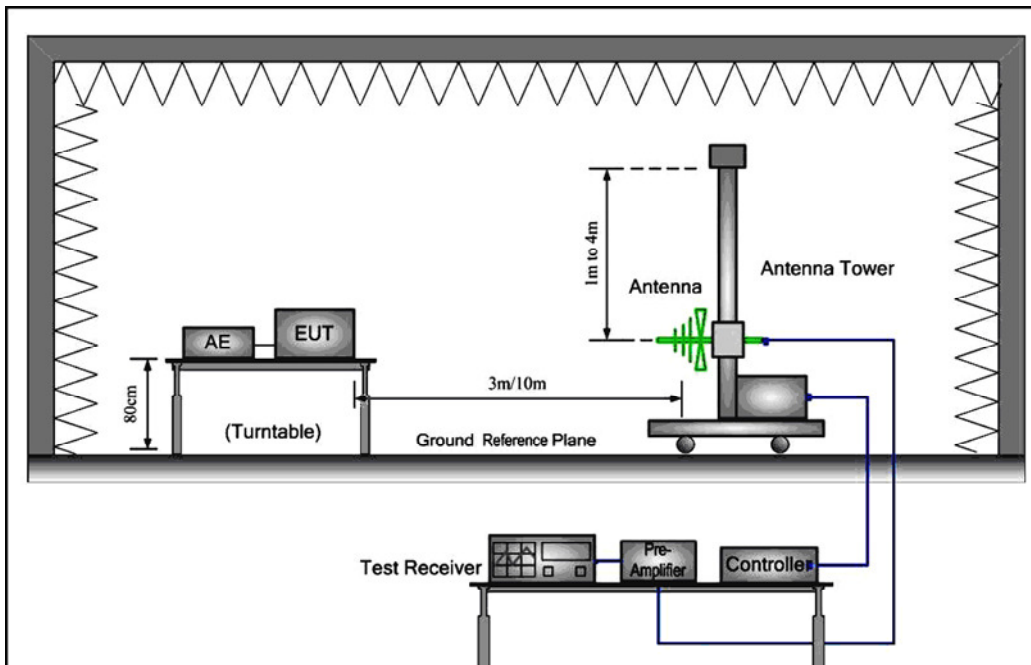 1m to 4m
Antenna Tower
Antenna
AE
EUT
3m/10m
80cm
(Turntable)
Ground Reference Plane
Test Receiver
Pre-
Amplifier
Controller